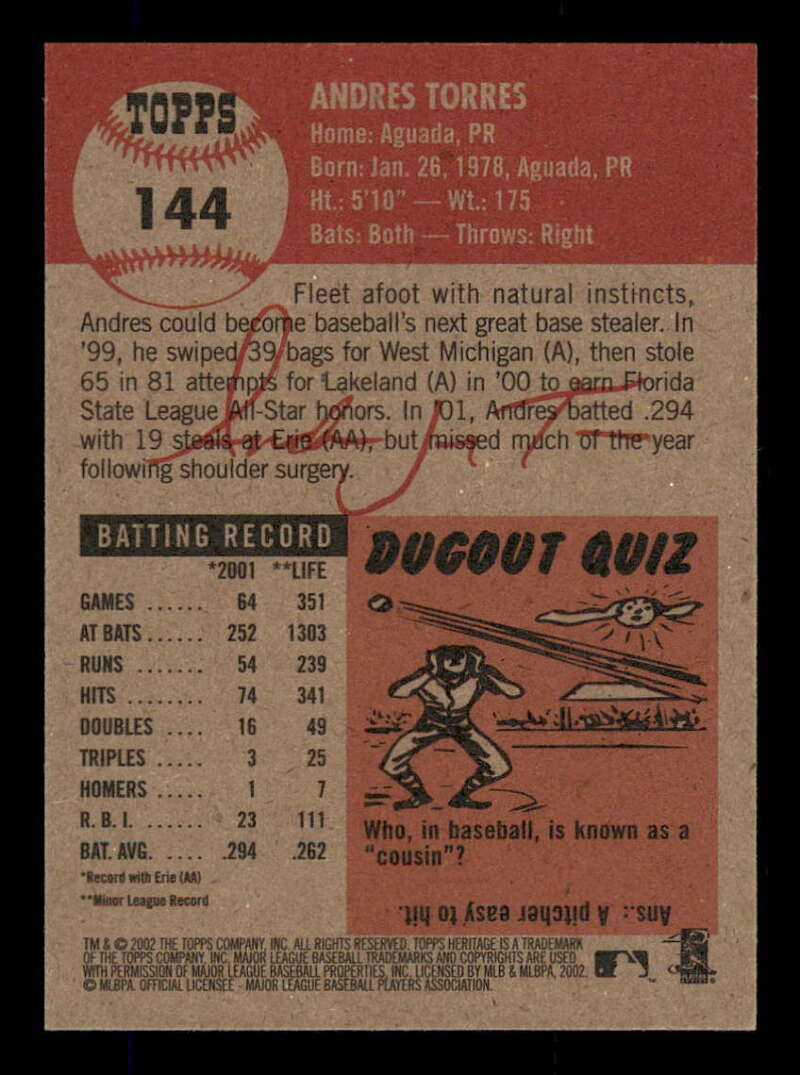 TOPPS
144
ANDRES TORRES
Home: Aguada, PR
Born: Jan. 26, 1978, Aguada, PR
Ht.: 5'10" — Wt.: 175
Bats: Both — Throws: Right
Fleet afoot with natural instincts,
Andres could become baseball's next great base stealer. In
'99, he swiped 39 bags for West Michigan (A), then stole
65 in 81 attempts for Lakeland (A) in '00 to earn Florida
State League All-Star honors. In '01, Andres batted .294
with 19 steals at Erie (AA), but missed much of the year
following shoulder surgery.
BATTING RECORD
*2001 **LIFE
GAMES ...... 64 351
AT BATS ...... 252 1303
RUNS ....... 54 239
HITS ........ 74 341
DOUBLES .... 16 49
TRIPLES ..... 3 25
HOMERS ..... 1 7
R. B. I. ...... 23 111
BAT. AVG. .... .294 .262
*Record with Erie (AA)
**Minor League Record
DUGOUT QUIZ
Who, in baseball, is known as a
"cousin"?
Ans.: A pitcher easy to hit.
TM & © 2002 THE TOPPS COMPANY, INC. ALL RIGHTS RESERVED. TOPPS HERITAGE IS A TRADEMARK
OF THE TOPPS COMPANY, INC. MAJOR LEAGUE BASEBALL TRADEMARKS AND COPYRIGHTS ARE USED
WITH PERMISSION OF MAJOR LEAGUE BASEBALL PROPERTIES, INC. LICENSED BY MLB & MLBPA, 2002.
© MLBPA. OFFICIAL LICENSEE - MAJOR LEAGUE BASEBALL PLAYERS ASSOCIATION.